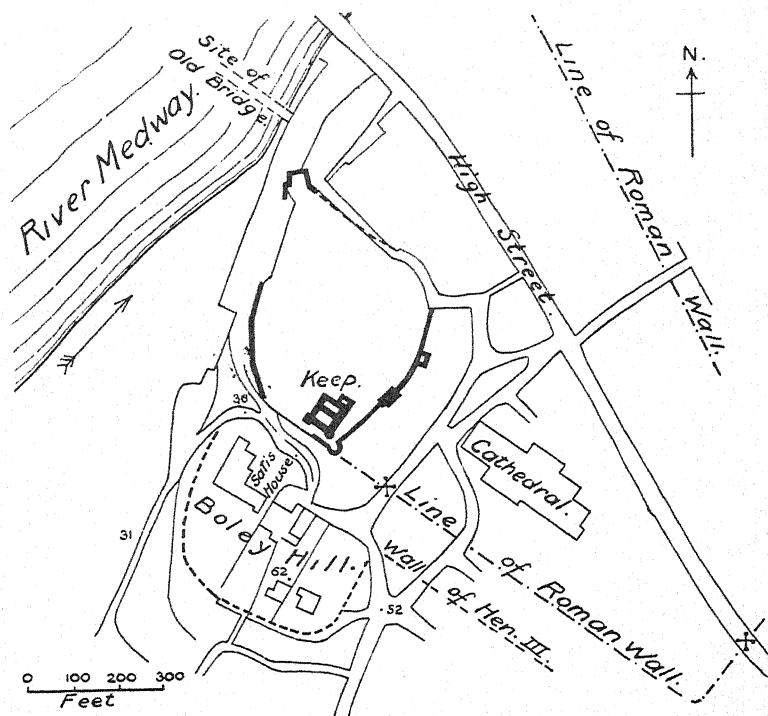 Site of
Old Bridge.
River Medway.
N.
Line of Roman Wall.
High Street.
Keep.
30
Satis
House.
Boley Hill.
Cathedral.
Line of Roman Wall.
Wall of Hen. III.
31
62.
.52
0 100 200 300
Feet